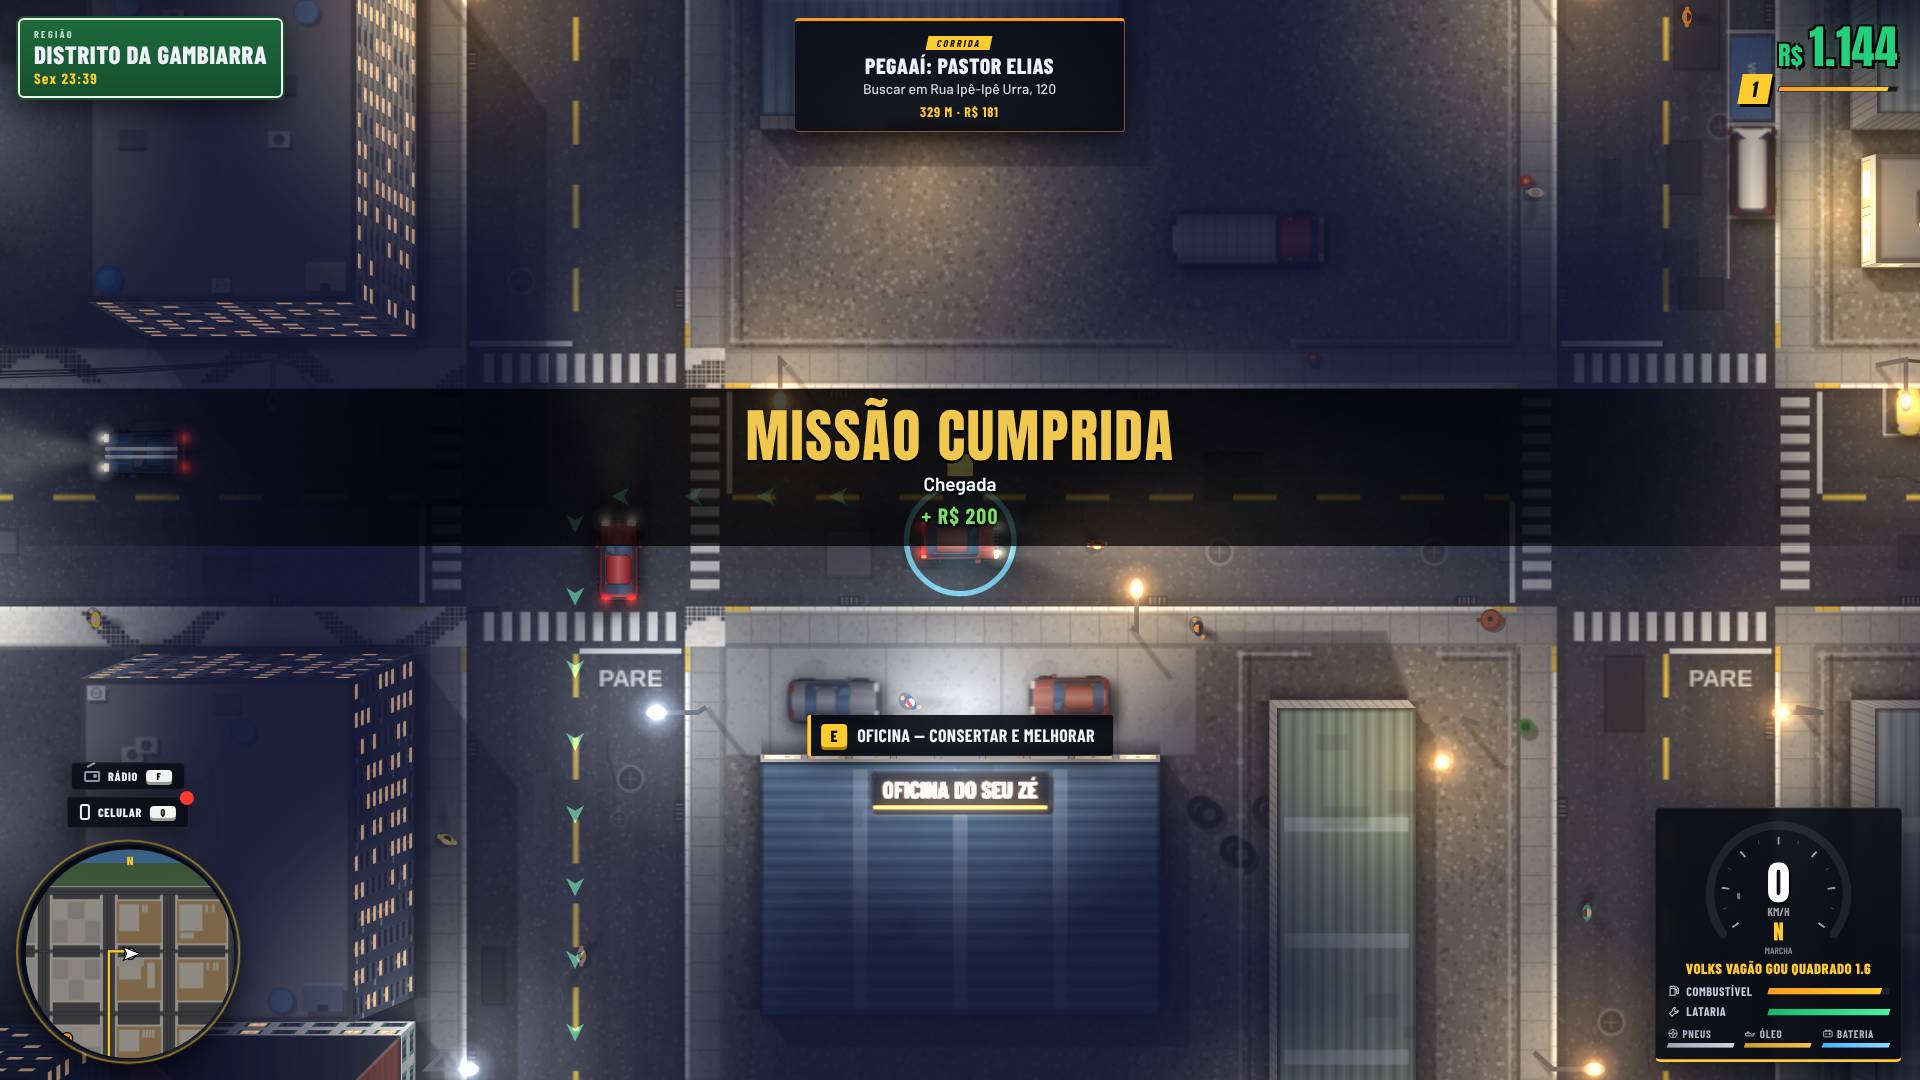 REGIÃO
DISTRITO DA GAMBIARRA
Sex 23:39
CORRIDA
PEGAAÍ: PASTOR ELIAS
Buscar em Rua Ipê-Ipê Urra, 120
329 M · R$ 181
R$ 1.144
1
MISSÃO CUMPRIDA
Chegada
+ R$ 200
PARE
PARE
E OFICINA — CONSERTAR E MELHORAR
OFICINA DO SEU ZÉ
RÁDIO F
CELULAR Q
N
0
KM/H
N
MARCHA
VOLKS VAGÃO GOU QUADRADO 1.6
COMBUSTÍVEL
LATARIA
PNEUS ÓLEO BATERIA